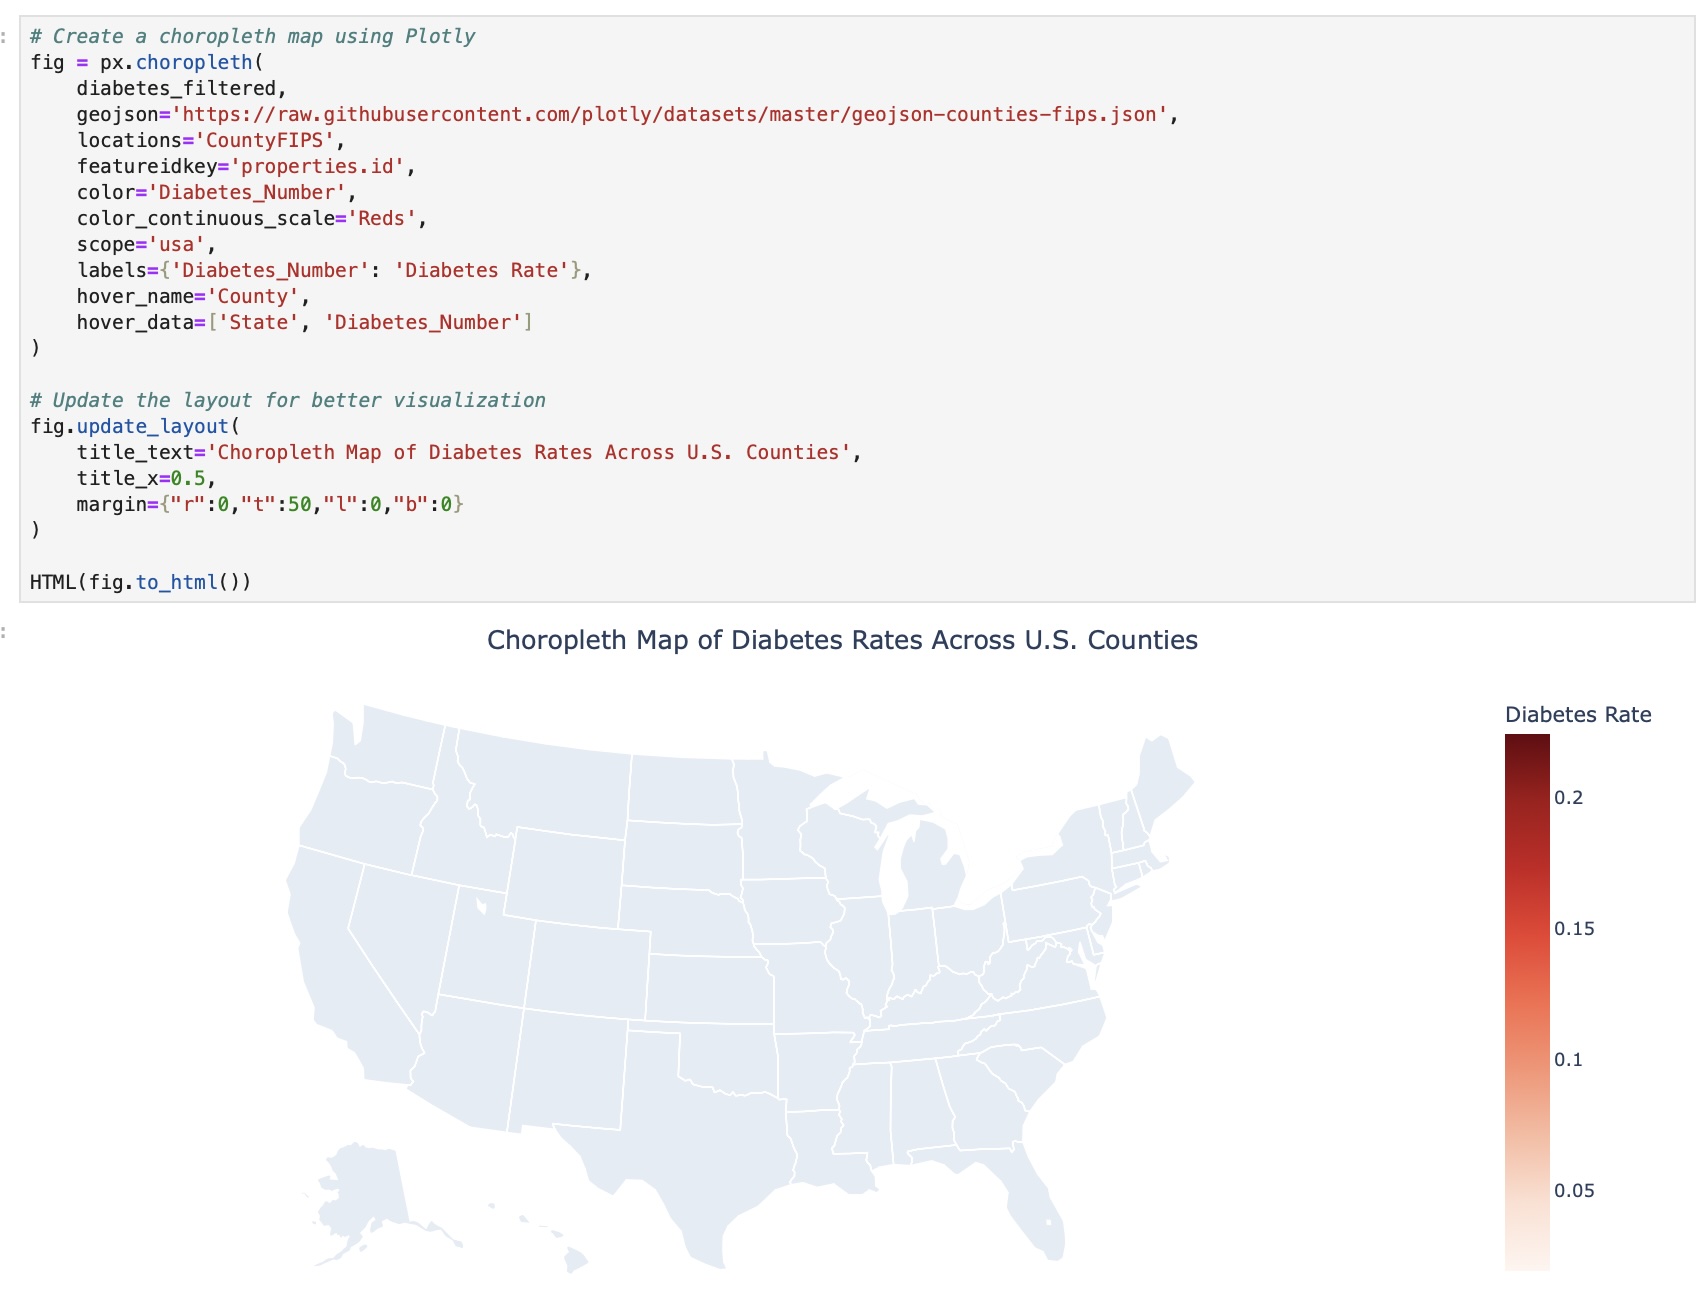 :
# Create a choropleth map using Plotly
fig = px.choropleth(
    diabetes_filtered,
    geojson='https://raw.githubusercontent.com/plotly/datasets/master/geojson-counties-fips.json',
    locations='CountyFIPS',
    featureidkey='properties.id',
    color='Diabetes_Number',
    color_continuous_scale='Reds',
    scope='usa',
    labels={'Diabetes_Number': 'Diabetes Rate'},
    hover_name='County',
    hover_data=['State', 'Diabetes_Number']
)
# Update the layout for better visualization
fig.update_layout(
    title_text='Choropleth Map of Diabetes Rates Across U.S. Counties',
    title_x=0.5,
    margin={"r":0,"t":50,"l":0,"b":0}
)
HTML(fig.to_html())
:
Choropleth Map of Diabetes Rates Across U.S. Counties
Diabetes Rate
0.2
0.15
0.1
0.05